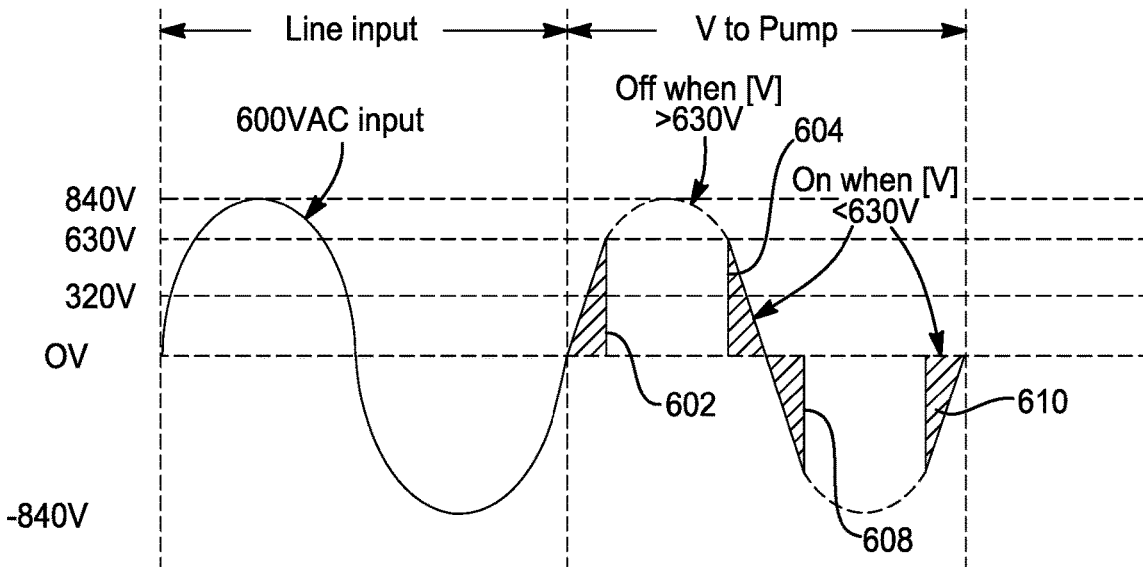 Line input
V to Pump
600VAC input
Off when [V]
>630V
604
On when [V]
<630V
840V
630V
320V
OV
-840V
602
610
608